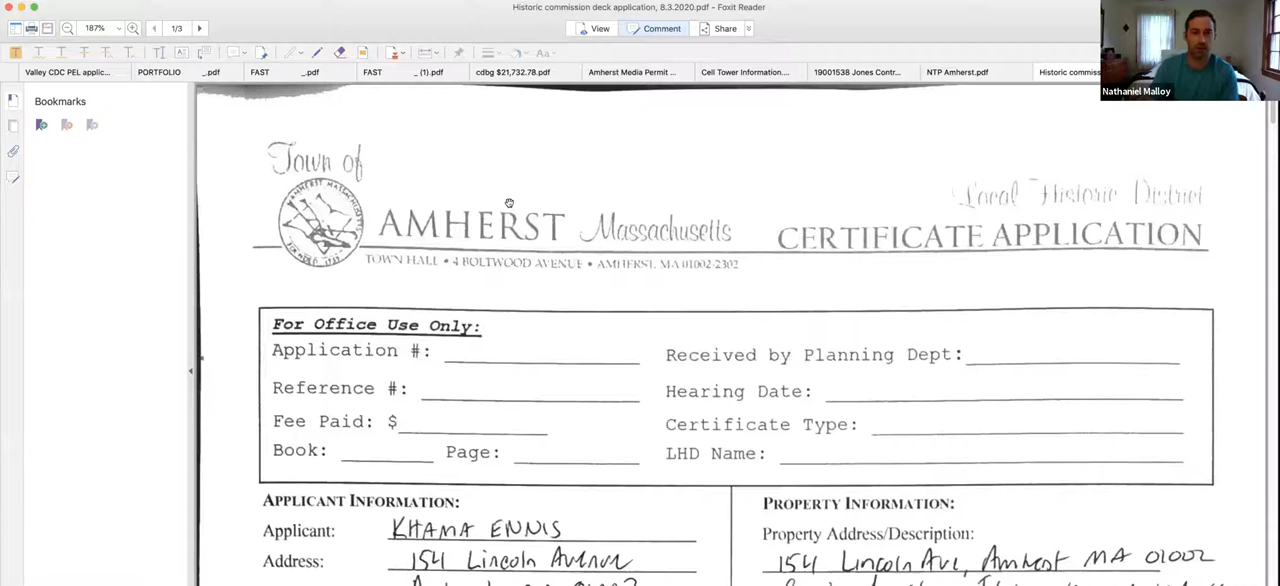 Historic commission deck application, 8.3.2020.pdf - Foxit Reader
187%
1/3
View
Comment
Share
Valley CDC PEL applic...
PORTFOLIO _.pdf
FAST _.pdf
FAST _ (1).pdf
cdbg $21,732.78.pdf
Amherst Media Permit ...
Cell Tower Information....
19001538 Jones Contr...
NTP Amherst.pdf
Historic commiss
Nathaniel Malloy
Bookmarks
Town of
AMHERST Massachusetts
Local Historic District
CERTIFICATE APPLICATION
TOWN HALL • 4 BOLTWOOD AVENUE • AMHERST, MA 01002-2302
For Office Use Only:
Application #:
Received by Planning Dept:
Reference #:
Hearing Date:
Fee Paid: $
Certificate Type:
Book: Page:
LHD Name:
APPLICANT INFORMATION:
PROPERTY INFORMATION:
Applicant: KHAMA ENNIS
Property Address/Description:
Address: 154 Lincoln Avenue
154 Lincoln Ave, Amherst MA 01002